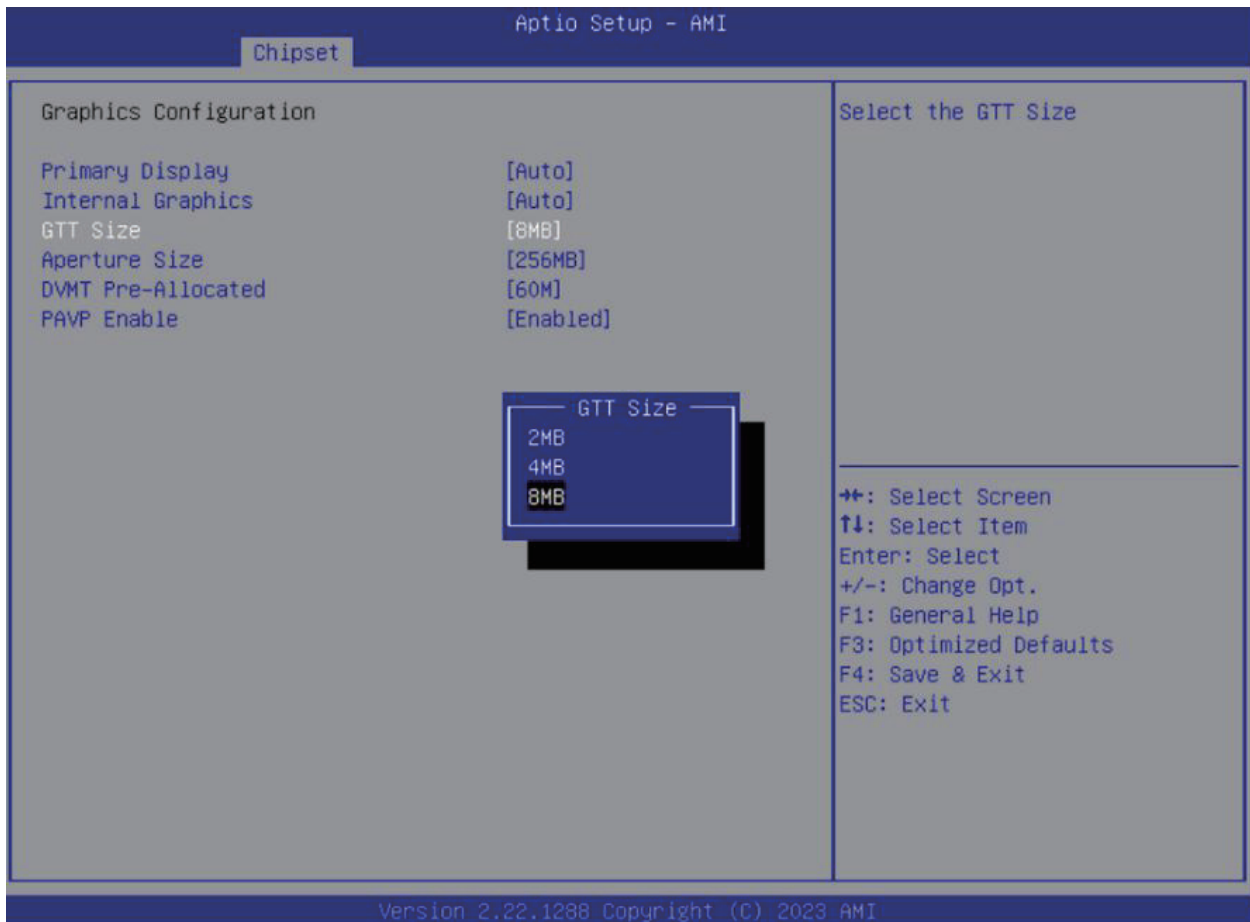 Aptio Setup - AMI
Chipset
Graphics Configuration
Primary Display [Auto]
Internal Graphics [Auto]
GTT Size [8MB]
Aperture Size [256MB]
DVMT Pre-Allocated [60M]
PAVP Enable [Enabled]
GTT Size
2MB
4MB
8MB
Select the GTT Size
→←: Select Screen
↑↓: Select Item
Enter: Select
+/-: Change Opt.
F1: General Help
F3: Optimized Defaults
F4: Save & Exit
ESC: Exit
Version 2.22.1288 Copyright (C) 2023 AMI